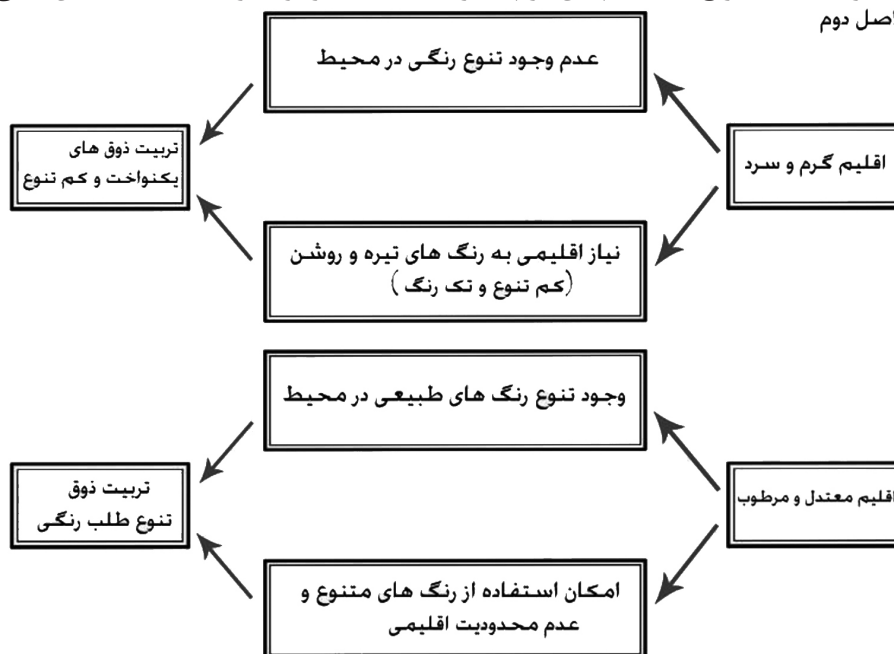 اصل دوم
عدم وجود تنوع رنگی در محیط
اقلیم گرم و سرد
تربیت ذوق های
یکنواخت و کم تنوع
نیاز اقلیمی به رنگ های تیره و روشن
(کم تنوع و تک رنگ )
وجود تنوع رنگ های طبیعی در محیط
اقلیم معتدل و مرطوب
تربیت ذوق
تنوع طلب رنگی
امکان استفاده از رنگ های متنوع و
عدم محدودیت اقلیمی